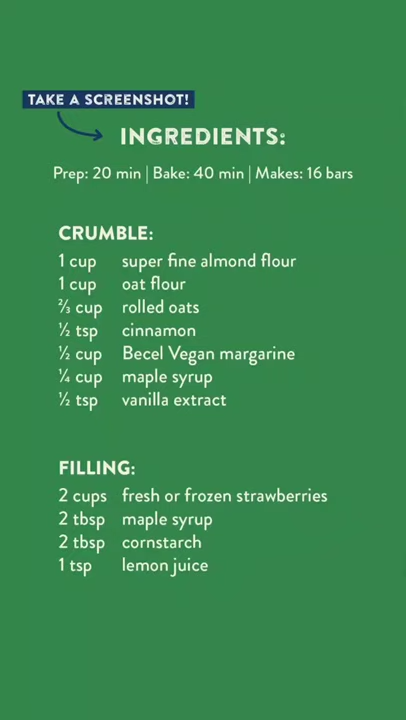 TAKE A SCREENSHOT!
INGREDIENTS:
Prep: 20 min | Bake: 40 min | Makes: 16 bars
CRUMBLE:
1 cup super fine almond flour
1 cup oat flour
⅔ cup rolled oats
½ tsp cinnamon
½ cup Becel Vegan margarine
¼ cup maple syrup
½ tsp vanilla extract
FILLING:
2 cups fresh or frozen strawberries
2 tbsp maple syrup
2 tbsp cornstarch
1 tsp lemon juice